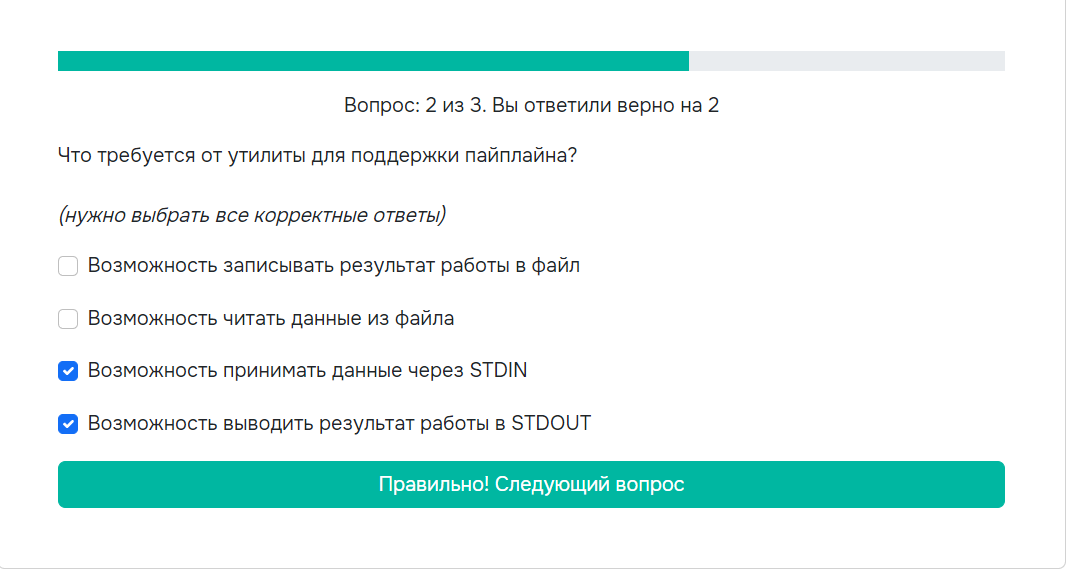 Вопрос: 2 из 3. Вы ответили верно на 2
Что требуется от утилиты для поддержки пайплайна?
(нужно выбрать все корректные ответы)
Возможность записывать результат работы в файл
Возможность читать данные из файла
Возможность принимать данные через STDIN
Возможность выводить результат работы в STDOUT
Правильно! Следующий вопрос